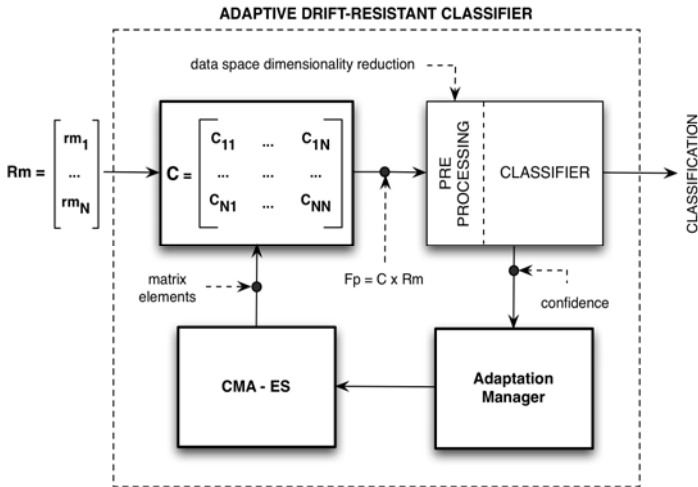 ADAPTIVE DRIFT-RESISTANT CLASSIFIER
data space dimensionality reduction
Rm =
rm1
...
rmN
C =
C11 ... C1N
... ... ...
CN1 ... CNN
PRE
PROCESSING
CLASSIFIER
CLASSIFICATION
matrix
elements
Fp = C x Rm
confidence
CMA - ES
Adaptation
Manager